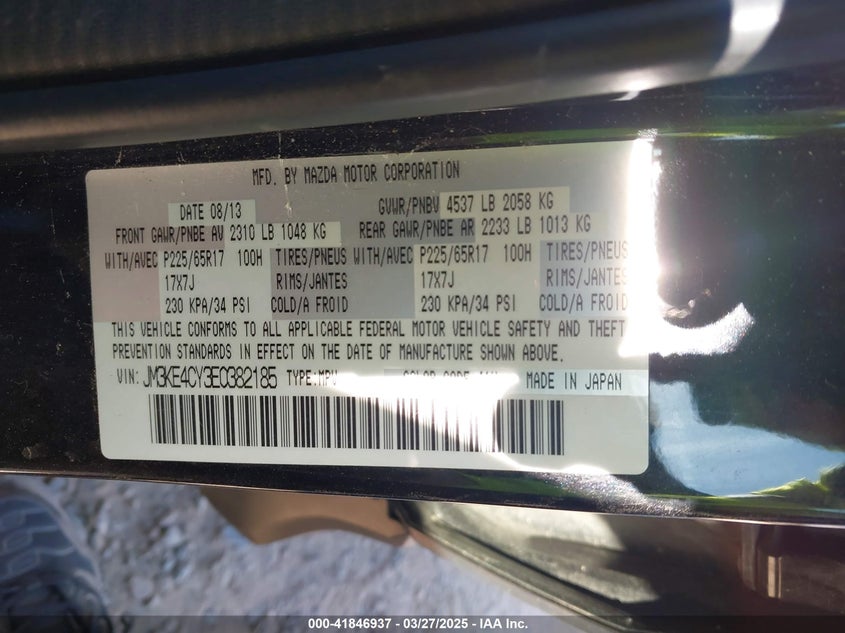 MFD. BY MAZDA MOTOR CORPORATION
DATE 08/13 GVWR/PNBV 4537 LB 2058 KG
FRONT GAWR/PNBE AV 2310 LB 1048 KG REAR GAWR/PNBE AR 2233 LB 1013 KG
WITH/AVEC P225/65R17 100H TIRES/PNEUS WITH/AVEC P225/65R17 100H TIRES/PNEUS
17X7J RIMS/JANTES 17X7J RIMS/JANTES
230 KPA/34 PSI COLD/A FROID 230 KPA/34 PSI COLD/A FROID
THIS VEHICLE CONFORMS TO ALL APPLICABLE FEDERAL MOTOR VEHICLE SAFETY AND THEFT
PREVENTION STANDARDS IN EFFECT ON THE DATE OF MANUFACTURE SHOWN ABOVE.
VIN: JM3KE4CY3E0382185 TYPE:MPV COLOR CODE MADE IN JAPAN
000-41846937 - 03/27/2025 - IAA Inc.